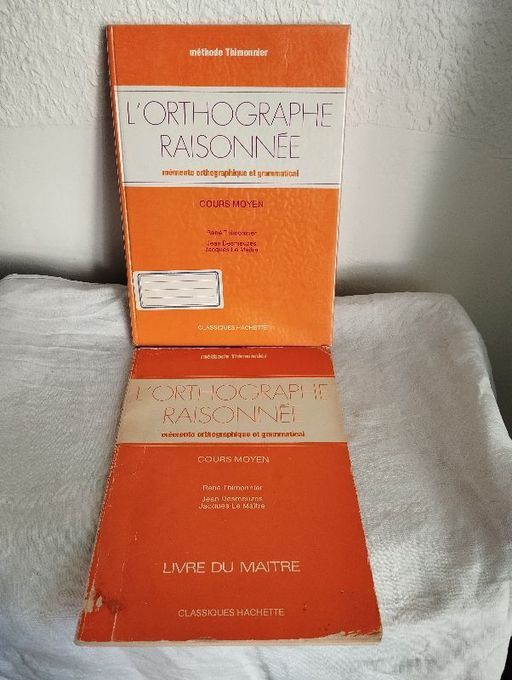 méthode Thimonnier
L'ORTHOGRAPHE
RAISONNÉE
mémento orthographique et grammatical
COURS MOYEN
René Thimonnier
Jean Desmeuzes
Jacques Le Maître
CLASSIQUES HACHETTE
méthode Thimonnier
L'ORTHOGRAPHE
RAISONNÉE
mémento orthographique et grammatical
COURS MOYEN
René Thimonnier
Jean Desmeuzes
Jacques Le Maître
LIVRE DU MAITRE
CLASSIQUES HACHETTE